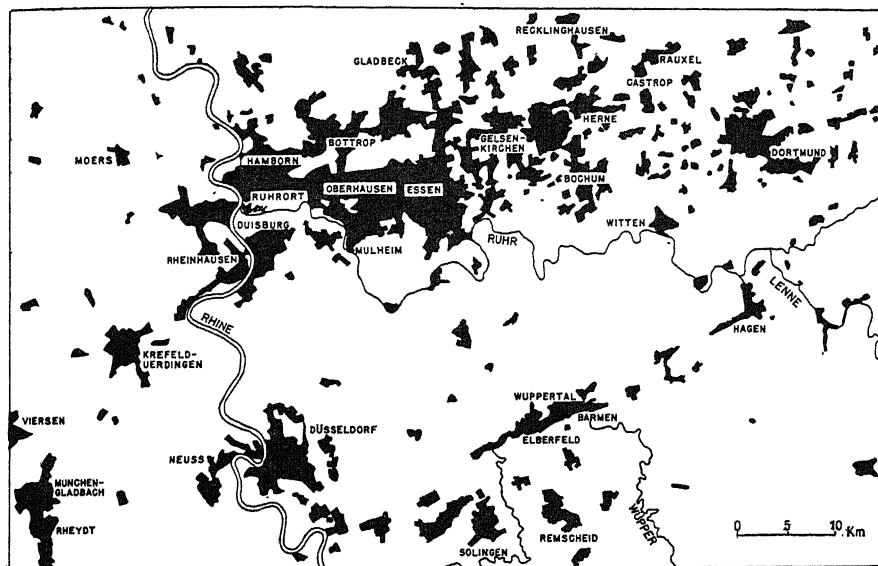 RECKLINGHAUSEN
GLADBECK
RAUXEL
CASTROP
HERNE
BOTTROP
GELSEN-
KIRCHEN
MOERS
HAMBORN
DORTMUND
BOCHUM
OBERHAUSEN
ESSEN
RUHRORT
DUISBURG
WITTEN
RUHR
MULHEIM
RHEINHAUSEN
LENNE
RHINE
HAGEN
KREFELD-
UERDINGEN
WUPPERTAL
BARMEN
VIERSEN
DÜSSELDORF
ELBERFELD
NEUSS
MUNCHEN-
GLADBACH
WUPPER
RHEYDT
REMSCHEID
SOLINGEN
0 5 10 Km